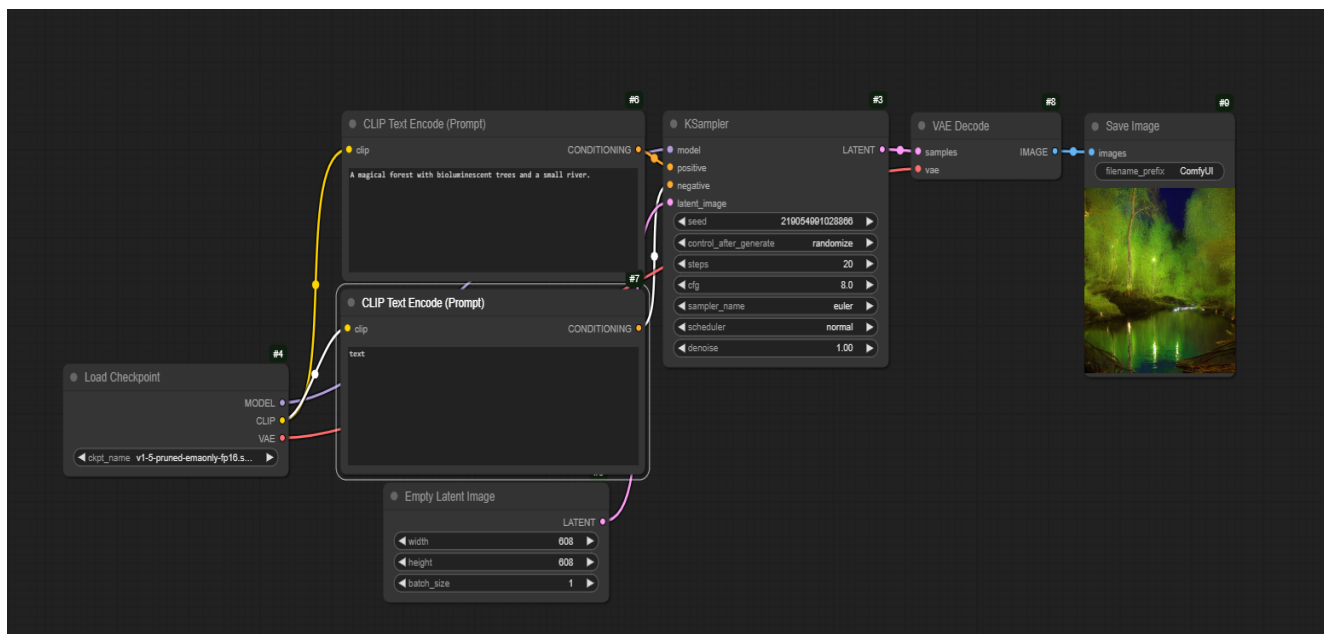 #6
CLIP Text Encode (Prompt)
clip CONDITIONING
A magical forest with bioluminescent trees and a small river.
#7
CLIP Text Encode (Prompt)
clip CONDITIONING
text
#4
Load Checkpoint
MODEL
CLIP
VAE
ckpt_name v1-5-pruned-emaonly-fp16.s...
Empty Latent Image
LATENT
width 608
height 608
batch_size 1
#3
KSampler
model LATENT
positive
negative
latent_image
seed 219054991028866
control_after_generate randomize
steps 20
cfg 8.0
sampler_name euler
scheduler normal
denoise 1.00
#8
VAE Decode
samples IMAGE
vae
#9
Save Image
images
filename_prefix ComfyUI